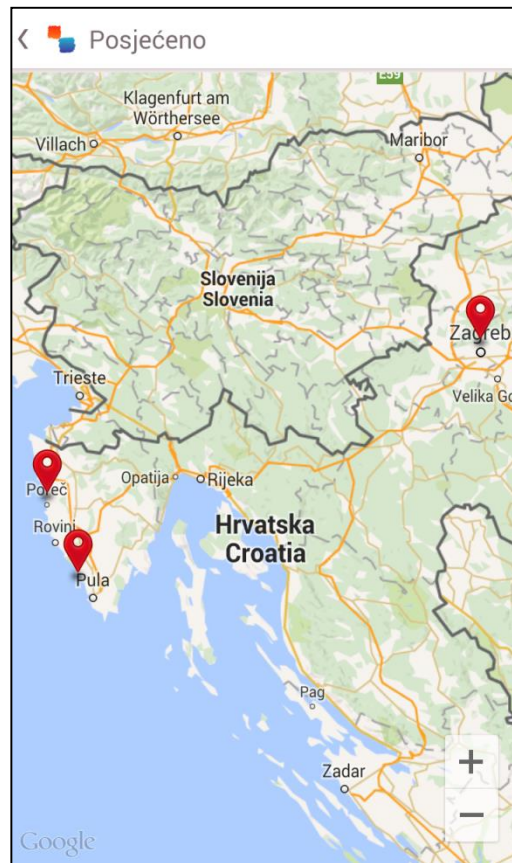 Posjećeno
E59
Klagenfurt am
Wörthersee
Villach
Maribor
Slovenija
Slovenia
Zagreb
Velika Go
Trieste
Poreč
Opatija
Rijeka
Rovinj
Hrvatska
Croatia
Pula
Pag
Zadar
+
−
Google